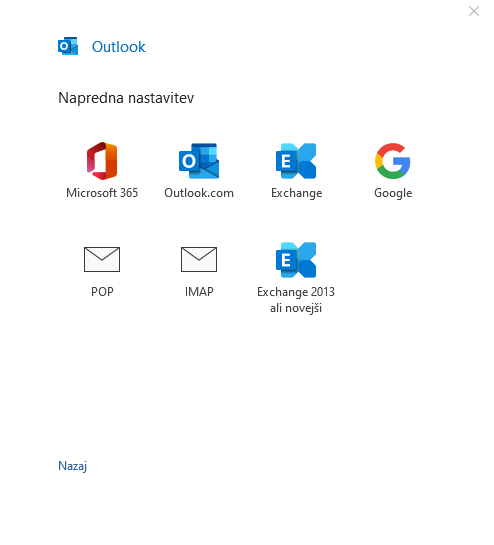 Outlook
Napredna nastavitev
Microsoft 365
Outlook.com
Exchange
Google
POP
IMAP
Exchange 2013
ali novejši
Nazaj